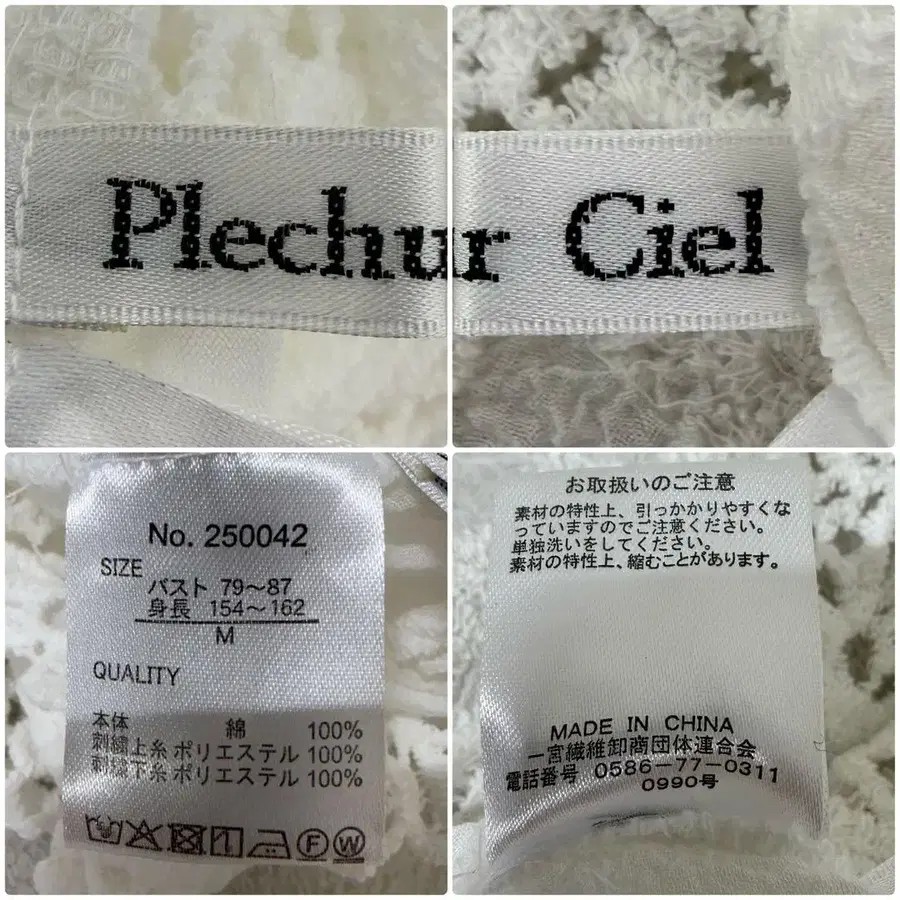 Plechur Ciel
No. 250042
SIZE
バスト 79～87
身長 154～162
M
QUALITY
本体 綿 100%
刺繍上糸 ポリエステル 100%
刺繍下糸 ポリエステル 100%
F W
お取扱いのご注意
素材の特性上、引っかかりやすくな
っていますのでご注意ください。
単独洗いをしてください。
素材の特性上、縮むことがあります。
MADE IN CHINA
一宮繊維卸商団体連合会
電話番号 0586-77-0311
0990号